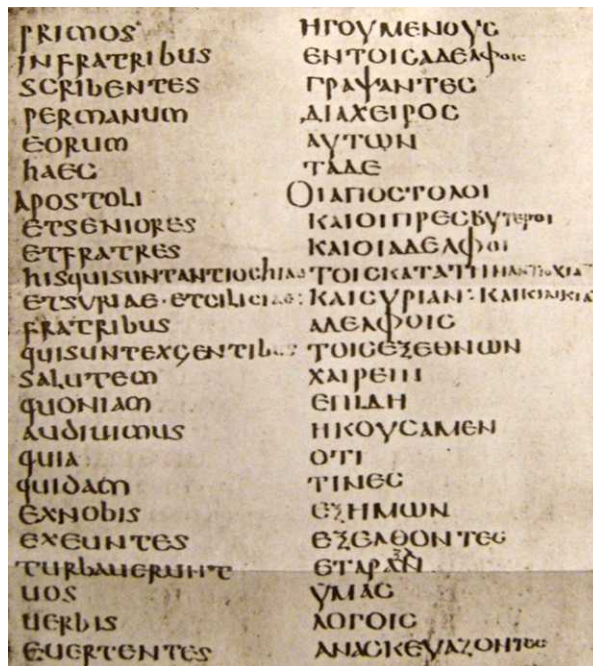 PRIMOS ΗΓΟΥΜΕΝΟΥϹ
INFRATRIBUS ΕΝΤΟΙϹΑΔΕΛΦΟΙϹ
SCRIBENTES ΓΡΑΨΑΝΤΕϹ
PERMANUM ΔΙΑΧΕΙΡΟϹ
EORUM ΑΥΤΩΝ
HAEC ΤΑΔΕ
APOSTOLI ΟΙΑΠΟϹΤΟΛΟΙ
ETSENIORES ΚΑΙΟΙΠΡΕϹΒΥΤΕΡΟΙ
ETFRATRES ΚΑΙΟΙΑΔΕΛΦΟΙ
HISQUISUNTANTIOCHIAE ΤΟΙϹΚΑΤΑΤΗΝΑΝΤΙΟΧΙΑ
ETSYRIAE·ETCILICIAE: ΚΑΙϹΥΡΙΑΝ:ΚΑΙΚΙΛΙΚΙΑ
FRATRIBUS ΑΔΕΛΦΟΙϹ
QUISUNTEXGENTIBUS ΤΟΙϹΕΞΕΘΝΩΝ
SALUTEM ΧΑΙΡΕΙΝ
QUONIAM ΕΠΙΔΗ
AUDIUIMUS ΗΚΟΥϹΑΜΕΝ
QUIA ΟΤΙ
QUIDAM ΤΙΝΕϹ
EXNOBIS ΕΞΗΜΩΝ
EXEUNTES ΕΞΕΛΘΟΝΤΕϹ
TURBAUERUNT ΕΤΑΡΑΞΑΝ
UOS ΥΜΑϹ
UERBIS ΛΟΓΟΙϹ
EUERTENTES ΑΝΑϹΚΕΥΑΖΟΝΤΕϹ